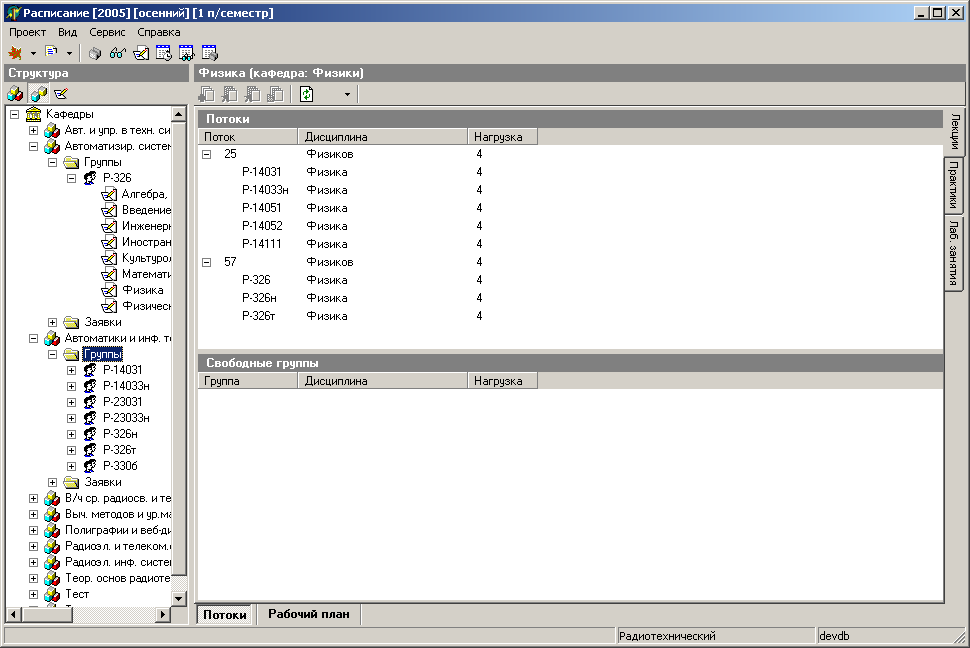 Расписание [2005] [осенний] [1 п/семестр]
Проект Вид Сервис Справка
Структура
Кафедры
Авт. и упр. в техн. си
Автоматизир. систем
Группы
Р-326
Алгебра,
Введение
Инженерн
Иностран
Культурол
Математи
Физика
Физическ
Заявки
Автоматики и инф. т
Группы
Р-14031
Р-14033н
Р-23031
Р-23033н
Р-326н
Р-326т
Р-330б
Заявки
В/ч ср. радиосв. и те
Выч. методов и ур.ма
Полиграфии и веб-ди
Радиоэл. и телеком.
Радиоэл. инф. систе
Теор. основ радиоте
Тест
Физика (кафедра: Физики)
Потоки
Поток Дисциплина Нагрузка
25 Физиков 4
Р-14031 Физика 4
Р-14033н Физика 4
Р-14051 Физика 4
Р-14052 Физика 4
Р-14111 Физика 4
57 Физиков 4
Р-326 Физика 4
Р-326н Физика 4
Р-326т Физика 4
Свободные группы
Группа Дисциплина Нагрузка
Лекции
Практики
Лаб. занятия
Потоки Рабочий план
Радиотехнический devdb